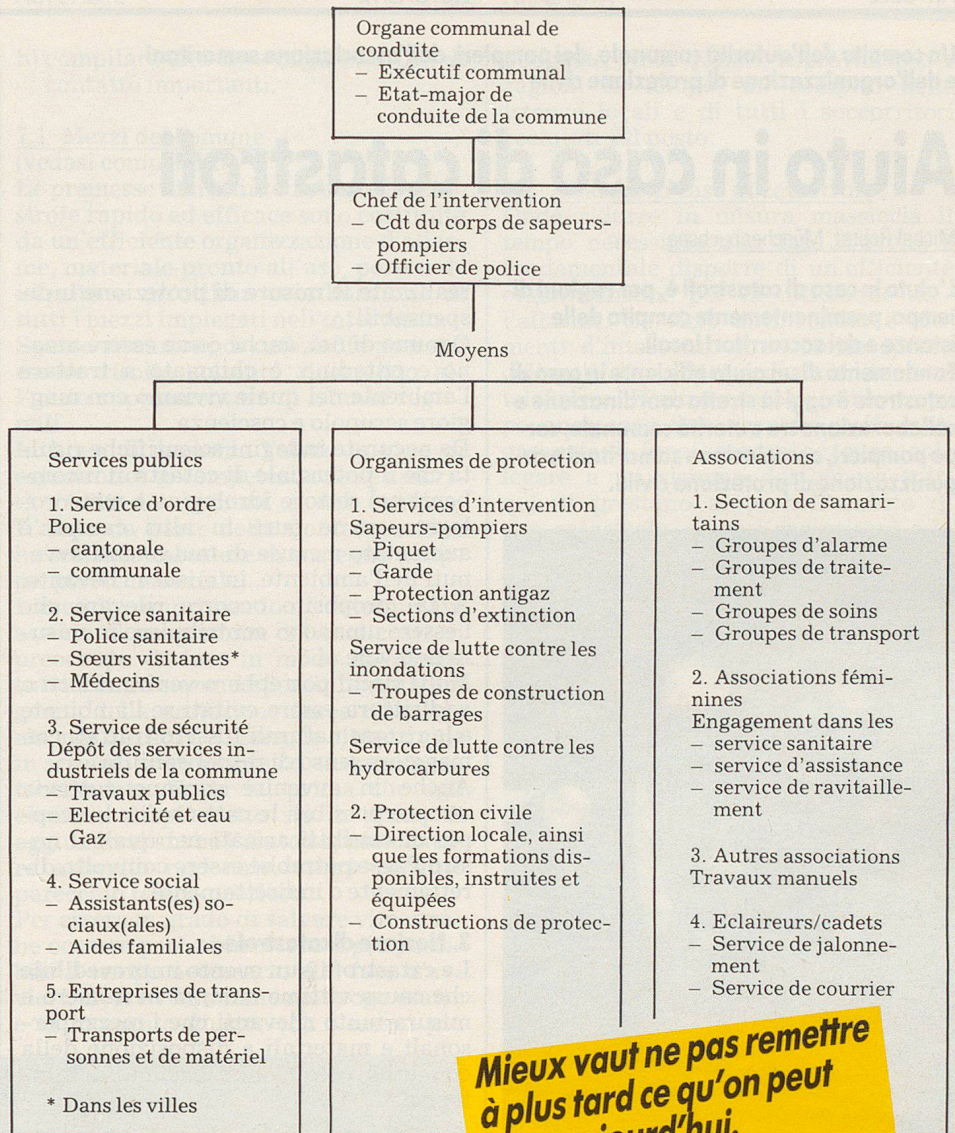 Organe communal de
conduite
– Exécutif communal
– Etat-major de
conduite de la commune
Chef de l'intervention
– Cdt du corps de sapeurs-
pompiers
– Officier de police
Moyens
Services publics
1. Service d'ordre
Police
– cantonale
– communale
2. Service sanitaire
– Police sanitaire
– Sœurs visitantes*
– Médecins
3. Service de sécurité
Dépôt des services in-
dustriels de la commune
– Travaux publics
– Electricité et eau
– Gaz
4. Service social
– Assistants(es) so-
ciaux(ales)
– Aides familiales
5. Entreprises de trans-
port
– Transports de per-
sonnes et de matériel
* Dans les villes
Organismes de protection
1. Services d'intervention
Sapeurs-pompiers
– Piquet
– Garde
– Protection antigaz
– Sections d'extinction
Service de lutte contre les
inondations
– Troupes de construction
de barrages
Service de lutte contre les
hydrocarbures
2. Protection civile
– Direction locale, ainsi
que les formations dis-
ponibles, instruites et
équipées
– Constructions de protec-
tion
Associations
1. Section de samari-
tains
– Groupes d'alarme
– Groupes de traite-
ment
– Groupes de soins
– Groupes de transport
2. Associations fémi-
nines
Engagement dans les
– service sanitaire
– service d'assistance
– service de ravitaille-
ment
3. Autres associations
Travaux manuels
4. Eclaireurs/cadets
– Service de jalonne-
ment
– Service de courrier
Mieux vaut ne pas remettre
à plus tard ce qu'on peut